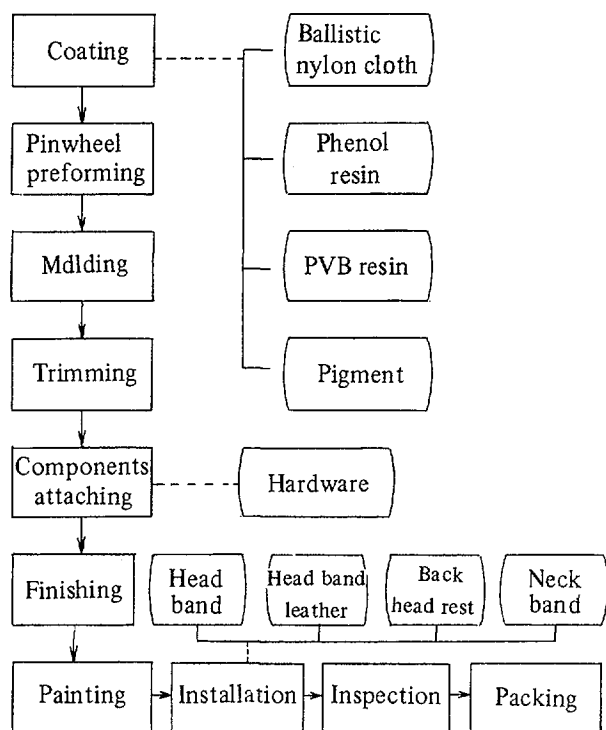 Coating
Ballistic
nylon cloth
Pinwheel
preforming
Phenol
resin
Mdlding
PVB resin
Trimming
Pigment
Components
attaching
Hardware
Finishing
Head
band
Head band
leather
Back
head rest
Neck
band
Painting
Installation
Inspection
Packing